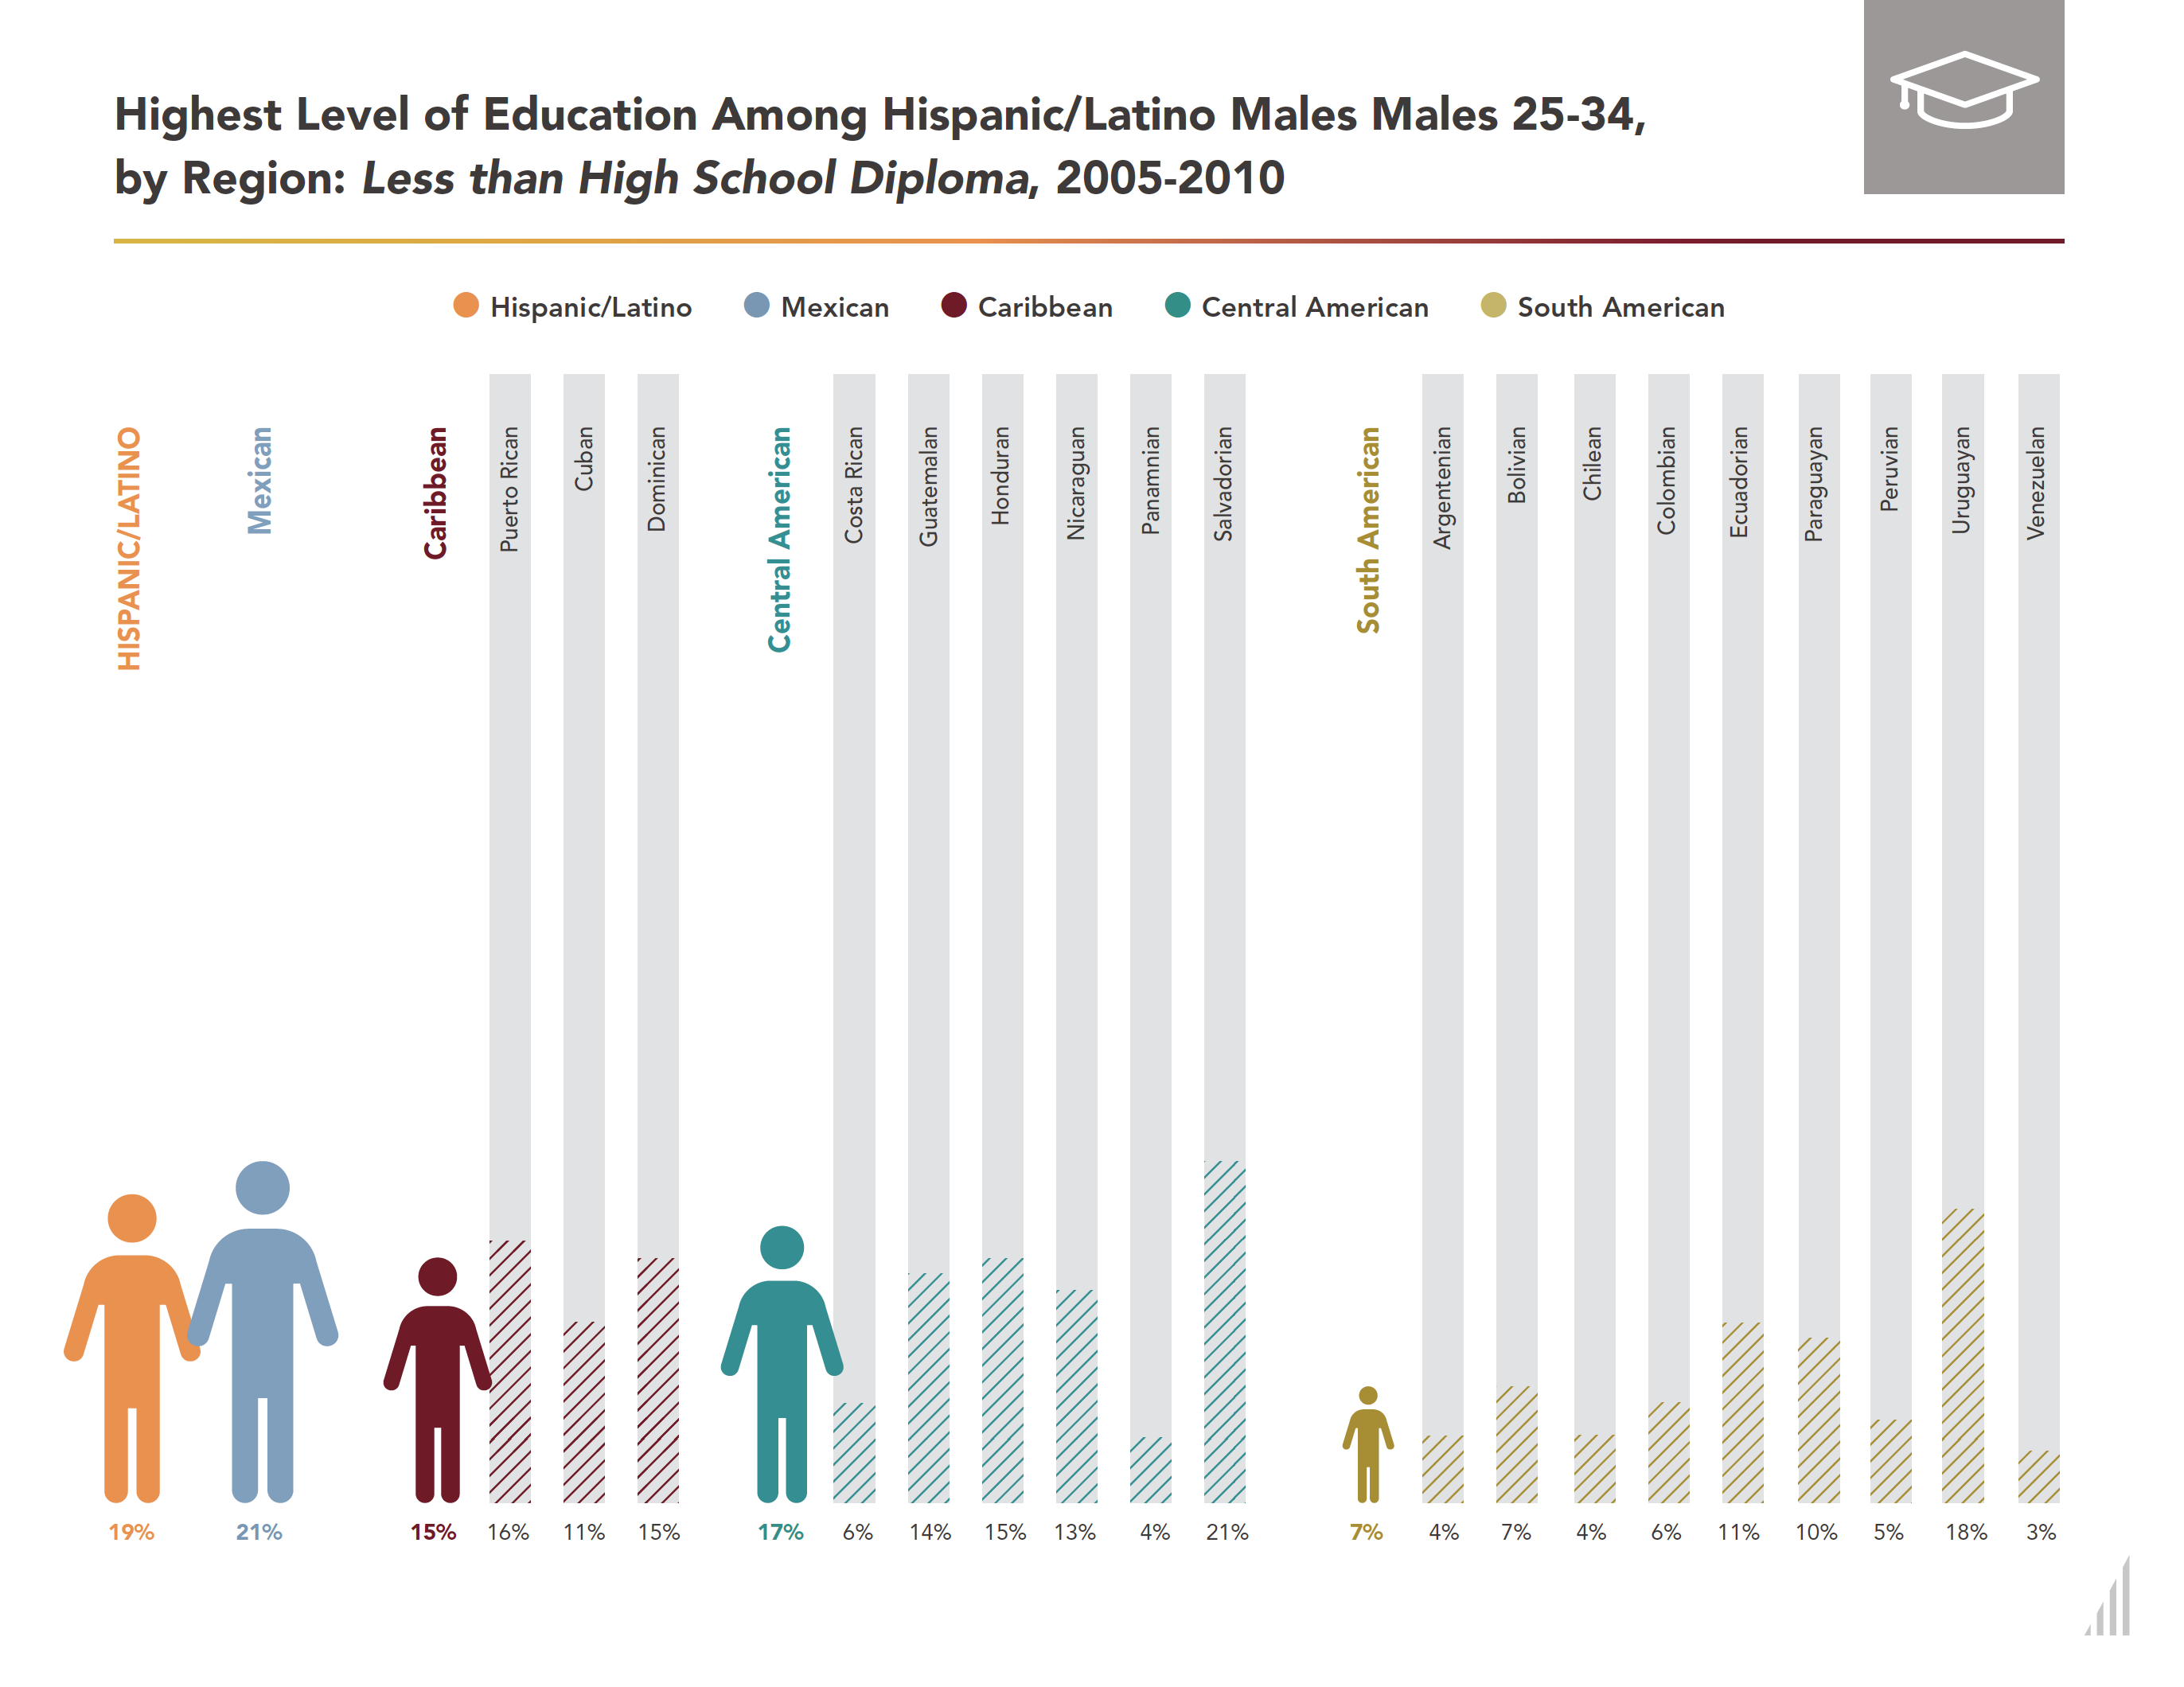 Highest Level of Education Among Hispanic/Latino Males Males 25-34,
by Region: Less than High School Diploma, 2005-2010
Hispanic/Latino
Mexican
Caribbean
Central American
South American
HISPANIC/LATINO
Mexican
Caribbean
Puerto Rican
Cuban
Dominican
Central American
Costa Rican
Guatemalan
Honduran
Nicaraguan
Panamnian
Salvadorian
South American
Argentenian
Bolivian
Chilean
Colombian
Ecuadorian
Paraguayan
Peruvian
Uruguayan
Venezuelan
19%
21%
15%
16%
11%
15%
17%
6%
14%
15%
13%
4%
21%
7%
4%
7%
4%
6%
11%
10%
5%
18%
3%